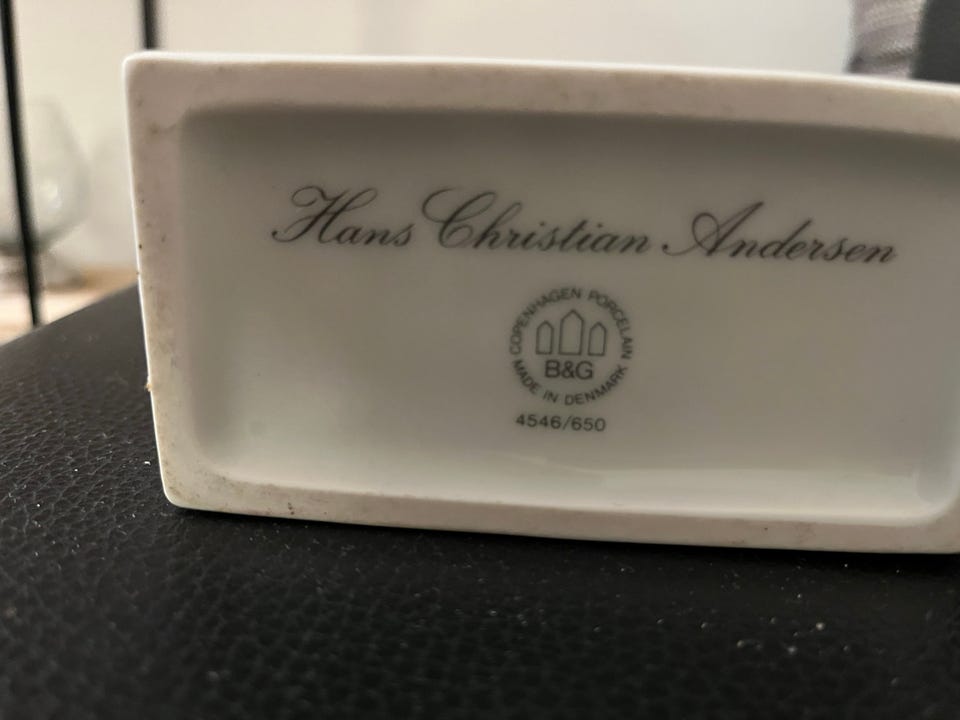 Hans Christian Andersen
COPENHAGEN PORCELAIN
B&G
MADE IN DENMARK
4546/650